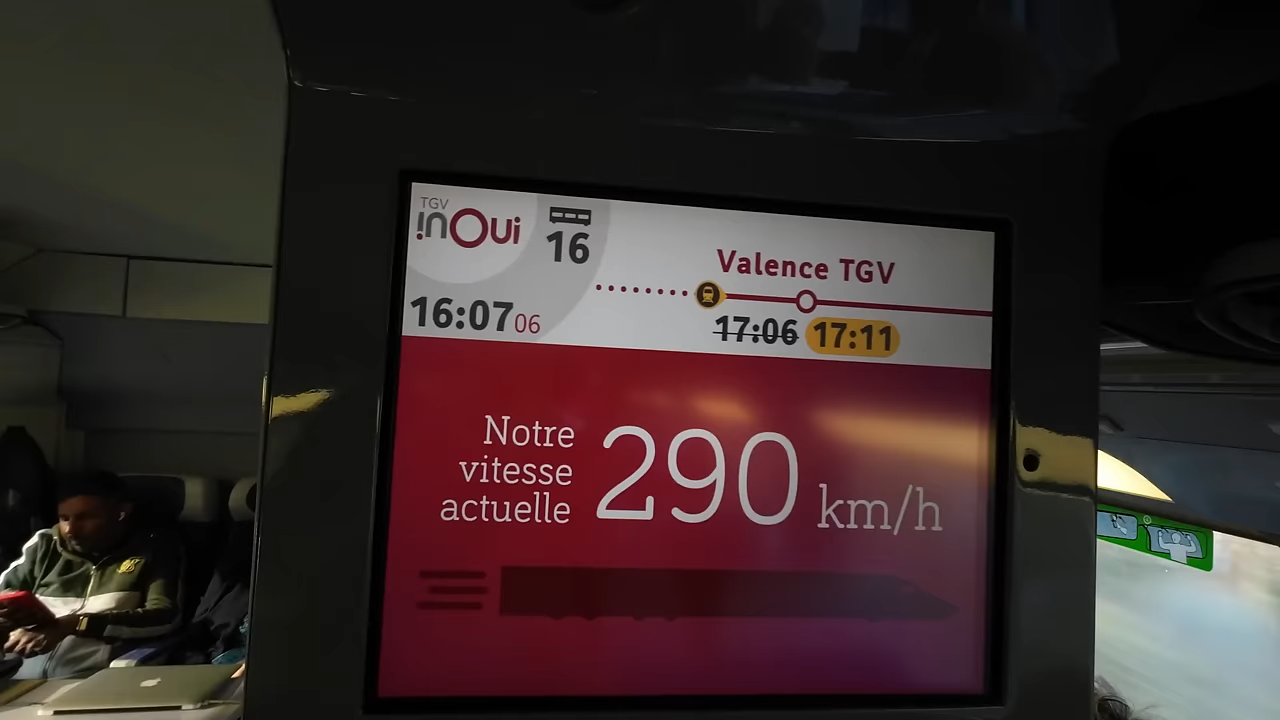 TGV
inOui
16
16:07 06
Valence TGV
17:06 17:11
Notre
vitesse
actuelle
290 km/h